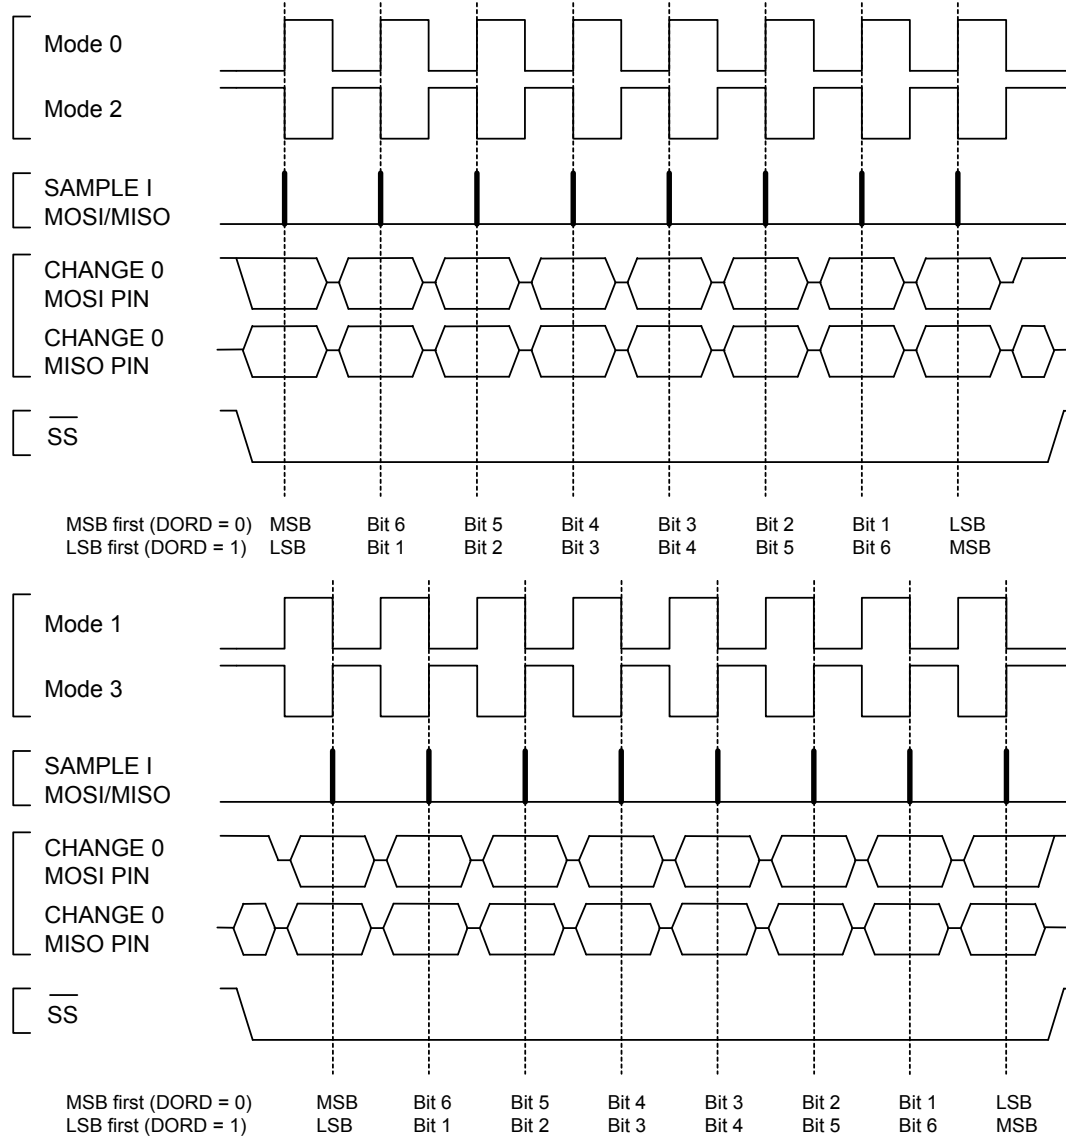 Mode 0
Mode 2
SAMPLE I
MOSI/MISO
CHANGE 0
MOSI PIN
CHANGE 0
MISO PIN
SS
MSB first (DORD = 0) MSB Bit 6 Bit 5 Bit 4 Bit 3 Bit 2 Bit 1 LSB
LSB first (DORD = 1) LSB Bit 1 Bit 2 Bit 3 Bit 4 Bit 5 Bit 6 MSB
Mode 1
Mode 3
SAMPLE I
MOSI/MISO
CHANGE 0
MOSI PIN
CHANGE 0
MISO PIN
SS
MSB first (DORD = 0) MSB Bit 6 Bit 5 Bit 4 Bit 3 Bit 2 Bit 1 LSB
LSB first (DORD = 1) LSB Bit 1 Bit 2 Bit 3 Bit 4 Bit 5 Bit 6 MSB